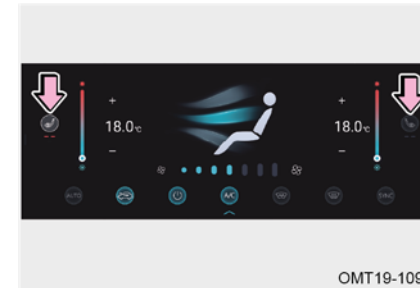 +
+
18.0℃
18.0℃
−
−
AUTO
A/C
SYNC
OMT19-109